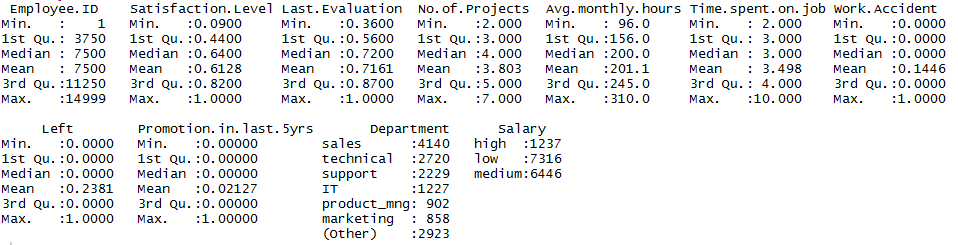 Employee.ID Satisfaction.Level Last.Evaluation No.of.Projects Avg.monthly.hours Time.spent.on.job Work.Accident
Min. : 1 Min. :0.0900 Min. :0.3600 Min. :2.000 Min. : 96.0 Min. : 2.000 Min. :0.0000
1st Qu.: 3750 1st Qu.:0.4400 1st Qu.:0.5600 1st Qu.:3.000 1st Qu.:156.0 1st Qu.: 3.000 1st Qu.:0.0000
Median : 7500 Median :0.6400 Median :0.7200 Median :4.000 Median :200.0 Median : 3.000 Median :0.0000
Mean : 7500 Mean :0.6128 Mean :0.7161 Mean :3.803 Mean :201.1 Mean : 3.498 Mean :0.1446
3rd Qu.:11250 3rd Qu.:0.8200 3rd Qu.:0.8700 3rd Qu.:5.000 3rd Qu.:245.0 3rd Qu.: 4.000 3rd Qu.:0.0000
Max. :14999 Max. :1.0000 Max. :1.0000 Max. :7.000 Max. :310.0 Max. :10.000 Max. :1.0000
Left Promotion.in.last.5yrs Department Salary
Min. :0.0000 Min. :0.00000 sales :4140 high :1237
1st Qu.:0.0000 1st Qu.:0.00000 technical :2720 low :7316
Median :0.0000 Median :0.00000 support :2229 medium:6446
Mean :0.2381 Mean :0.02127 IT :1227
3rd Qu.:0.0000 3rd Qu.:0.00000 product_mng: 902
Max. :1.0000 Max. :1.00000 marketing : 858
(Other) :2923